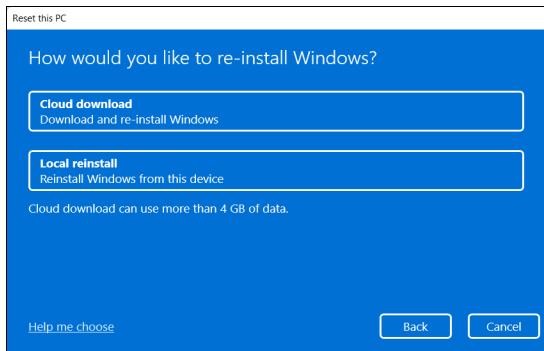 Reset this PC
How would you like to re-install Windows?
Cloud download
Download and re-install Windows
Local reinstall
Reinstall Windows from this device
Cloud download can use more than 4 GB of data.
Help me choose
Back
Cancel